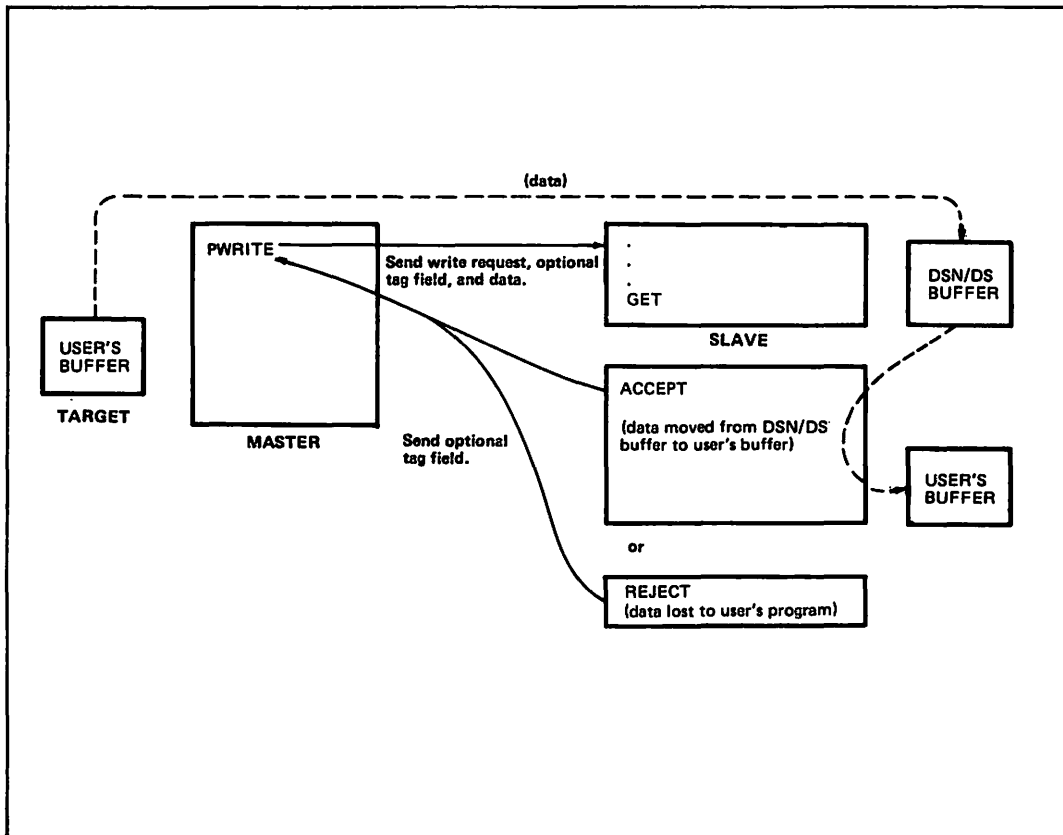 (data)
PWRITE
Send write request, optional
tag field, and data.
.
.
.
GET
SLAVE
DSN/DS
BUFFER
USER'S
BUFFER
TARGET
MASTER
Send optional
tag field.
ACCEPT
(data moved from DSN/DS
buffer to user's buffer)
USER'S
BUFFER
or
REJECT
(data lost to user's program)